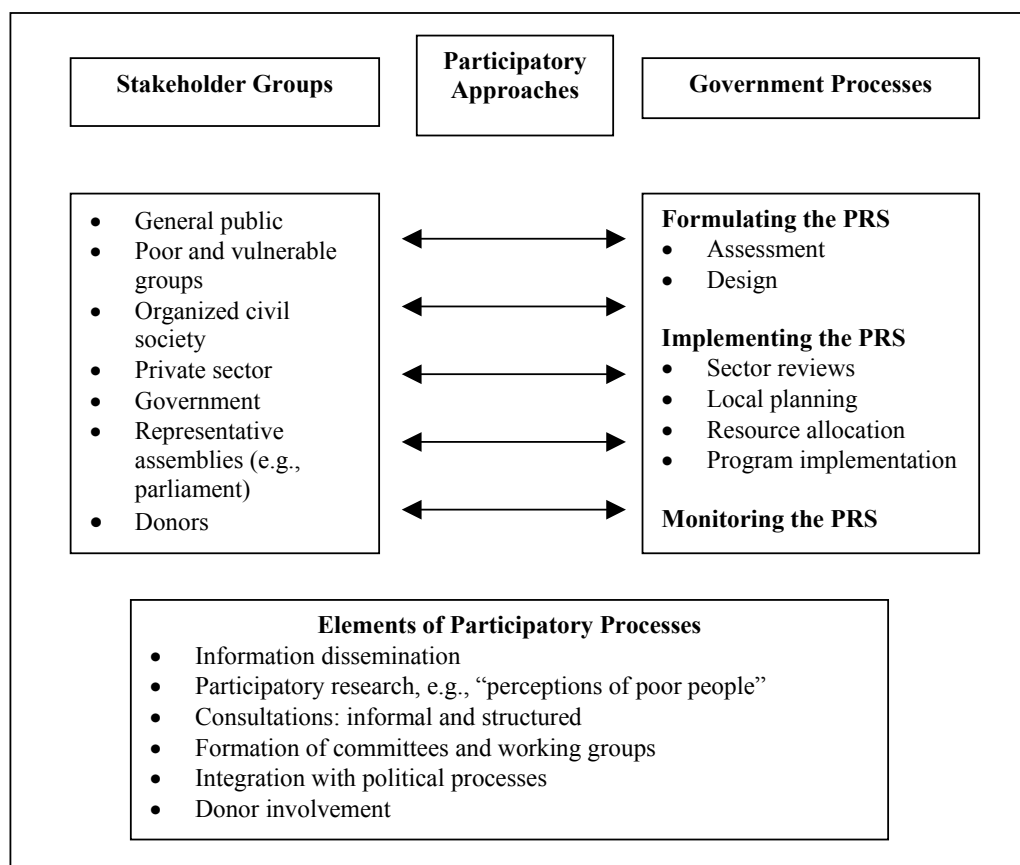 Stakeholder Groups
Participatory
Approaches
Government Processes
• General public
• Poor and vulnerable
groups
• Organized civil
society
• Private sector
• Government
• Representative
assemblies (e.g.,
parliament)
• Donors
Formulating the PRS
• Assessment
• Design
Implementing the PRS
• Sector reviews
• Local planning
• Resource allocation
• Program implementation
Monitoring the PRS
Elements of Participatory Processes
• Information dissemination
• Participatory research, e.g., “perceptions of poor people”
• Consultations: informal and structured
• Formation of committees and working groups
• Integration with political processes
• Donor involvement